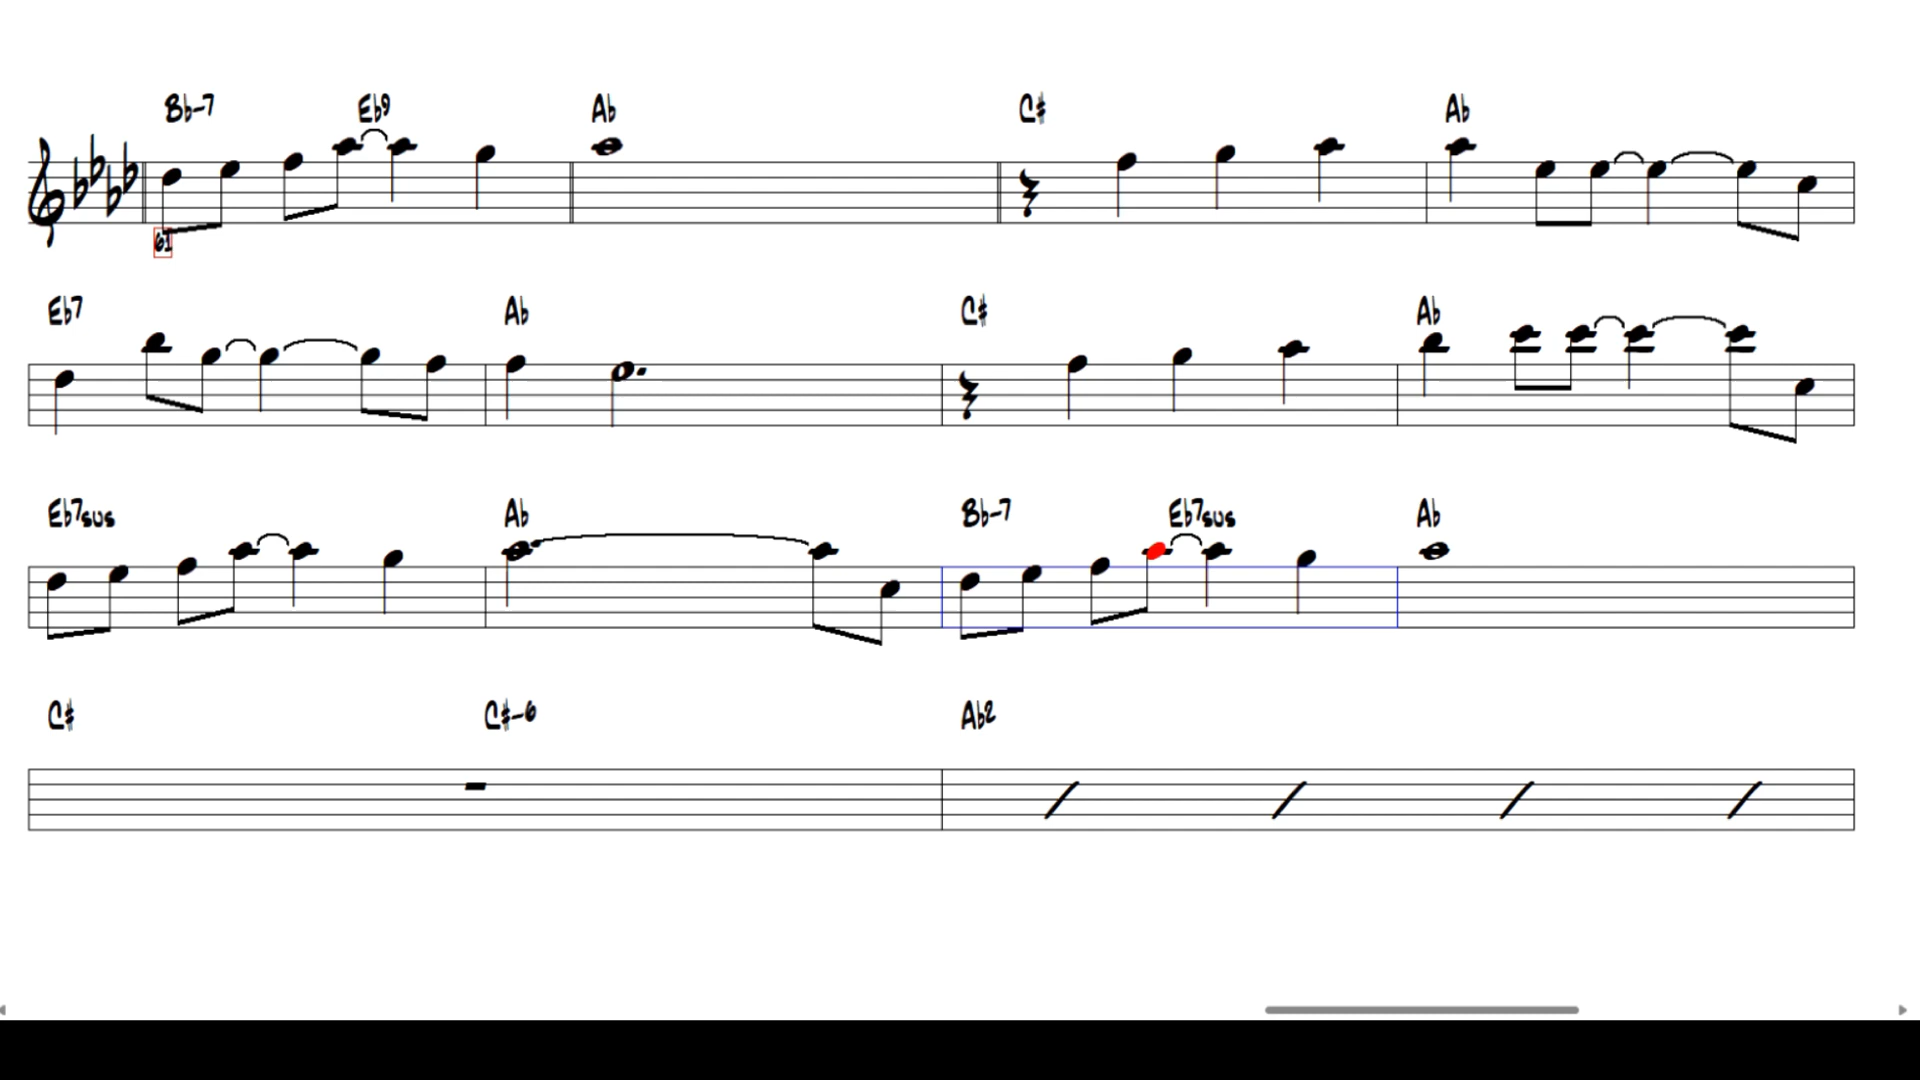 Bb-7 Eb9 Ab C# Ab
61
Eb7 Ab C# Ab
Eb7sus Ab Bb-7 Eb7sus Ab
C# C#-6 Ab2